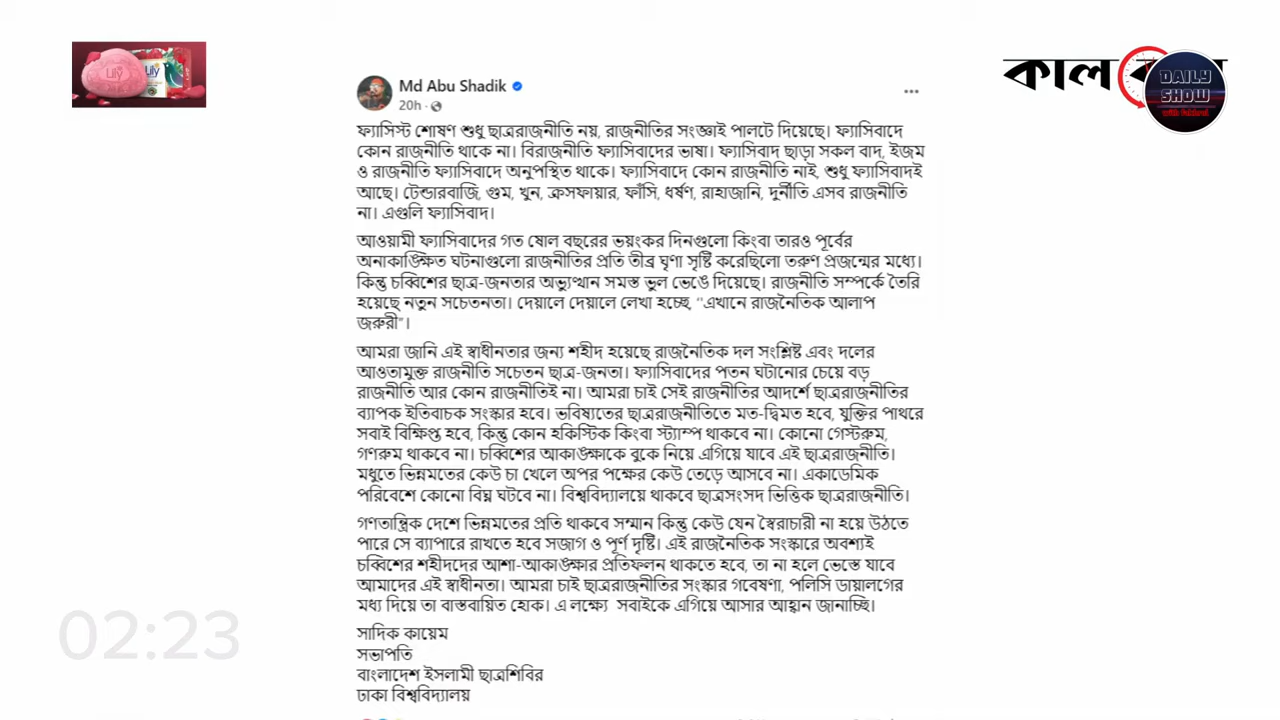 Lily
কাল
DAILY
SHOW
with fakhrul
Md Abu Shadik
20h
ফ্যাসিস্ট শোষণ শুধু ছাত্ররাজনীতি নয়, রাজনীতির সংজ্ঞাই পালটে দিয়েছে। ফ্যাসিবাদে
কোন রাজনীতি থাকে না। বিরাজনীতি ফ্যাসিবাদের ভাষা। ফ্যাসিবাদ ছাড়া সকল বাদ, ইজম
ও রাজনীতি ফ্যাসিবাদে অনুপস্থিত থাকে। ফ্যাসিবাদে কোন রাজনীতি নাই, শুধু ফ্যাসিবাদই
আছে। টেন্ডারবাজি, গুম, খুন, ক্রসফায়ার, ফাঁসি, ধর্ষণ, রাহাজানি, দুর্নীতি এসব রাজনীতি
না। এগুলি ফ্যাসিবাদ।
আওয়ামী ফ্যাসিবাদের গত ষোল বছরের ভয়ংকর দিনগুলো কিংবা তারও পূর্বের
অনাকাঙ্ক্ষিত ঘটনাগুলো রাজনীতির প্রতি তীব্র ঘৃণা সৃষ্টি করেছিলো তরুণ প্রজন্মের মধ্যে।
কিন্তু চব্বিশের ছাত্র-জনতার অভ্যুত্থান সমস্ত ভুল ভেঙে দিয়েছে। রাজনীতি সম্পর্কে তৈরি
হয়েছে নতুন সচেতনতা। দেয়ালে দেয়ালে লেখা হচ্ছে, "এখানে রাজনৈতিক আলাপ
জরুরী"।
আমরা জানি এই স্বাধীনতার জন্য শহীদ হয়েছে রাজনৈতিক দল সংশ্লিষ্ট এবং দলের
আওতামুক্ত রাজনীতি সচেতন ছাত্র-জনতা। ফ্যাসিবাদের পতন ঘটানোর চেয়ে বড়
রাজনীতি আর কোন রাজনীতিই না। আমরা চাই সেই রাজনীতির আদর্শে ছাত্ররাজনীতির
ব্যাপক ইতিবাচক সংস্কার হবে। ভবিষ্যতের ছাত্ররাজনীতিতে মত-দ্বিমত হবে, যুক্তির পাথরে
সবাই বিক্ষিপ্ত হবে, কিন্তু কোন হকিস্টিক কিংবা স্ট্যাম্প থাকবে না। কোনো গেস্টরুম,
গণরুম থাকবে না। চব্বিশের আকাঙ্ক্ষাকে বুকে নিয়ে এগিয়ে যাবে এই ছাত্ররাজনীতি।
মধুতে ভিন্নমতের কেউ চা খেলে অপর পক্ষের কেউ তেড়ে আসবে না। একাডেমিক
পরিবেশে কোনো বিঘ্ন ঘটবে না। বিশ্ববিদ্যালয়ে থাকবে ছাত্রসংসদ ভিত্তিক ছাত্ররাজনীতি।
গণতান্ত্রিক দেশে ভিন্নমতের প্রতি থাকবে সম্মান কিন্তু কেউ যেন স্বৈরাচারী না হয়ে উঠতে
পারে সে ব্যাপারে রাখতে হবে সজাগ ও পূর্ণ দৃষ্টি। এই রাজনৈতিক সংস্কারে অবশ্যই
চব্বিশের শহীদদের আশা-আকাঙ্ক্ষার প্রতিফলন থাকতে হবে, তা না হলে ভেস্তে যাবে
আমাদের এই স্বাধীনতা। আমরা চাই ছাত্ররাজনীতির সংস্কার গবেষণা, পলিসি ডায়ালগের
মধ্য দিয়ে তা বাস্তবায়িত হোক। এ লক্ষ্যে সবাইকে এগিয়ে আসার আহ্বান জানাচ্ছি।
সাদিক কায়েম
সভাপতি
বাংলাদেশ ইসলামী ছাত্রশিবির
ঢাকা বিশ্ববিদ্যালয়
02:23